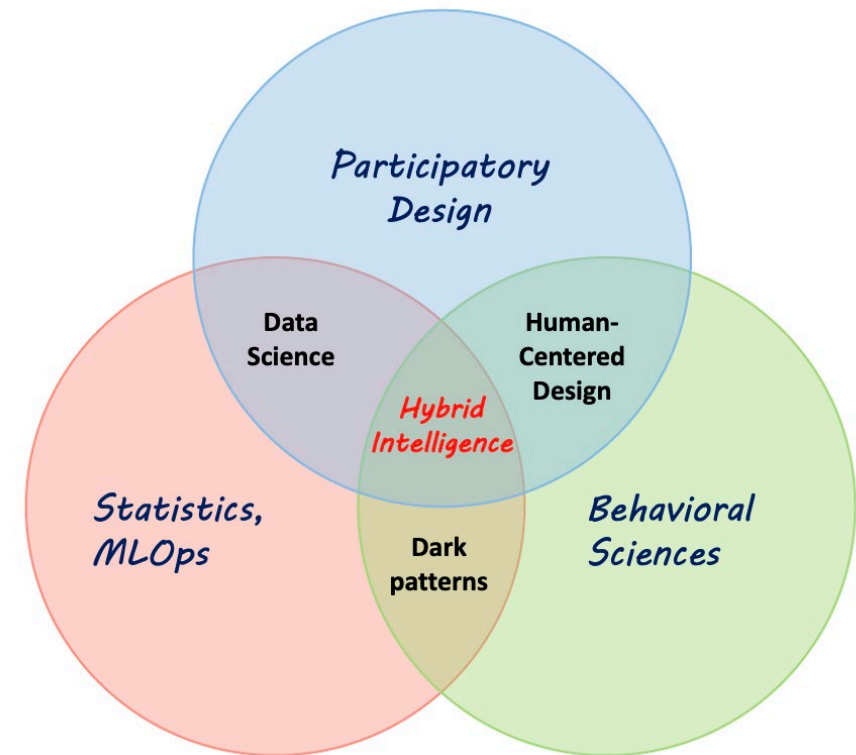 Participatory
Design
Data
Science
Human-
Centered
Design
Hybrid
Intelligence
Statistics,
MLOps
Behavioral
Sciences
Dark
patterns